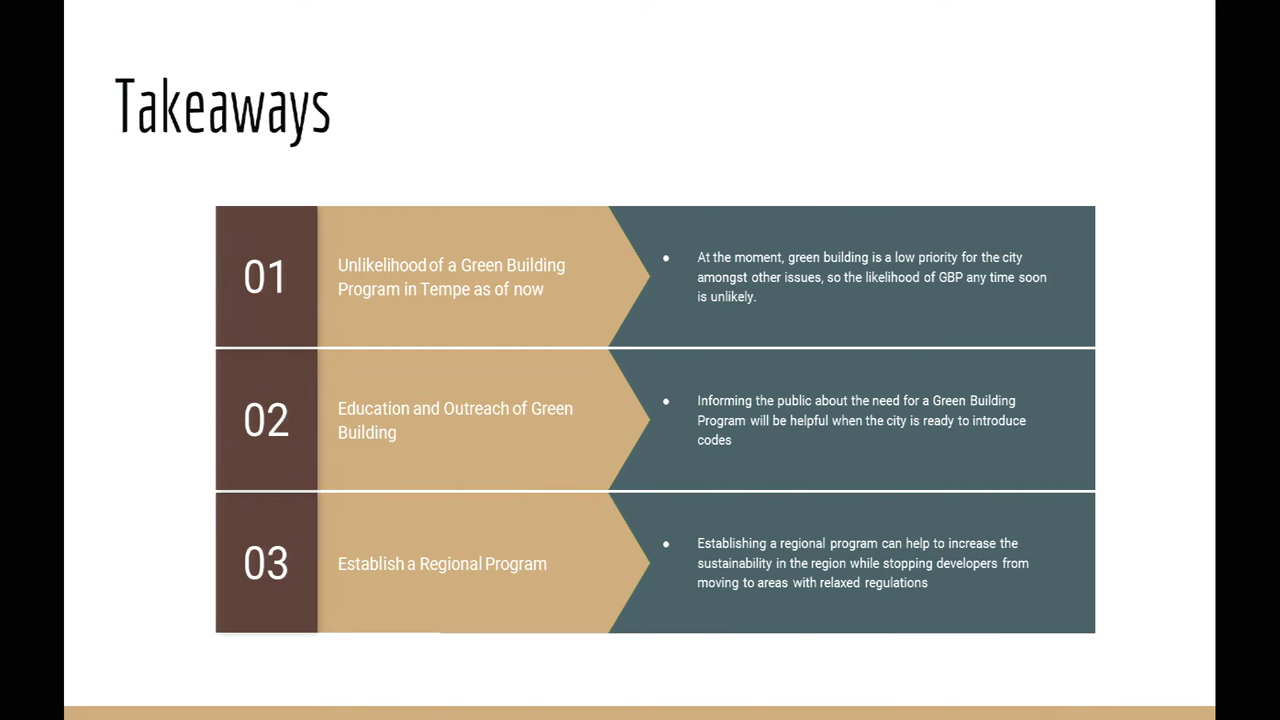 Takeaways
01
Unlikelihood of a Green Building
Program in Tempe as of now
● At the moment, green building is a low priority for the city
amongst other issues, so the likelihood of GBP any time soon
is unlikely.
02
Education and Outreach of Green
Building
● Informing the public about the need for a Green Building
Program will be helpful when the city is ready to introduce
codes
03
Establish a Regional Program
● Establishing a regional program can help to increase the
sustainability in the region while stopping developers from
moving to areas with relaxed regulations